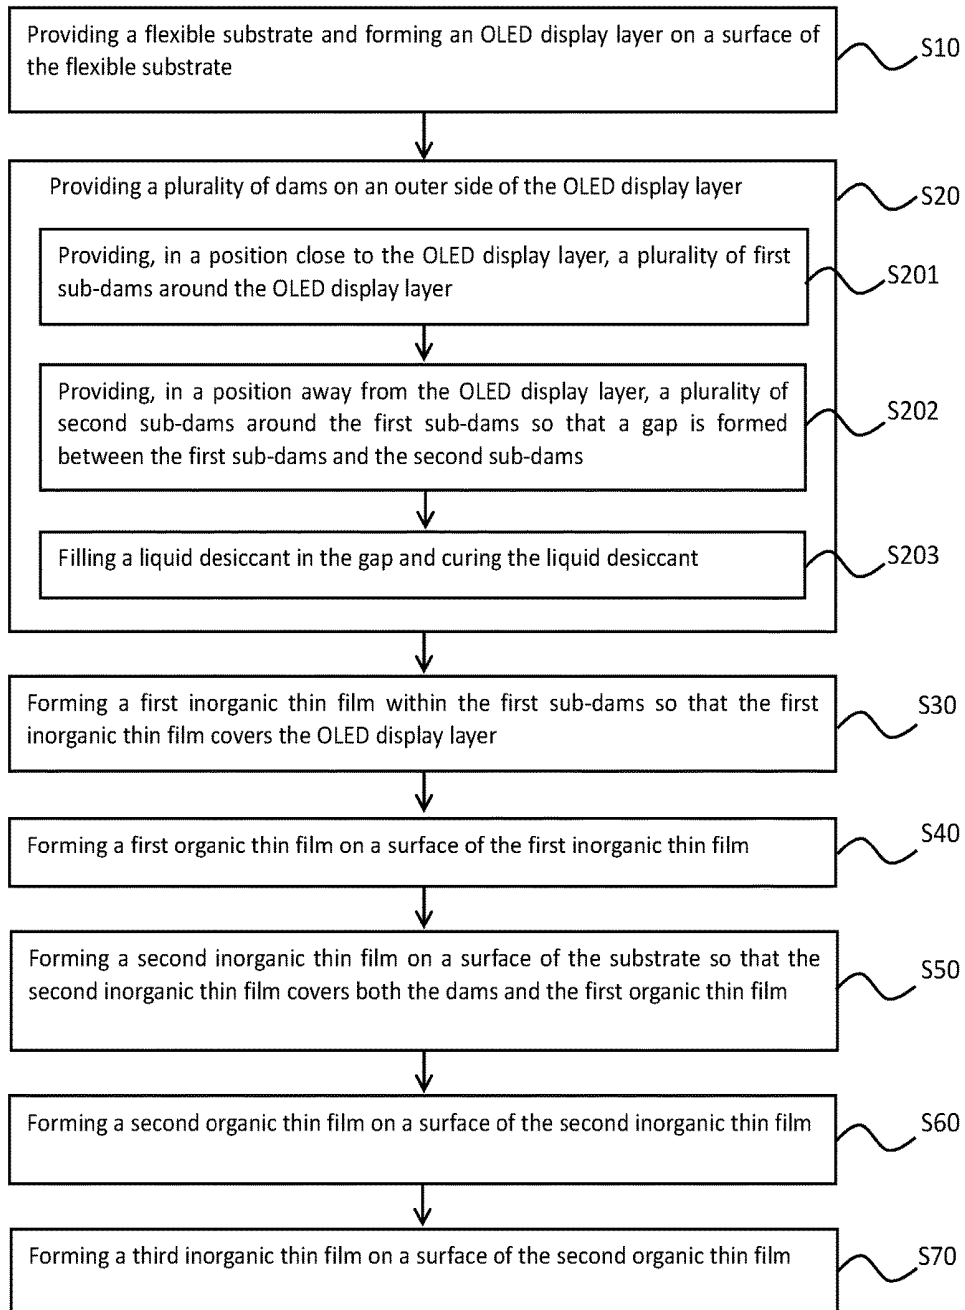 Providing a flexible substrate and forming an OLED display layer on a surface of
the flexible substrate
S10
Providing a plurality of dams on an outer side of the OLED display layer
S20
Providing, in a position close to the OLED display layer, a plurality of first
sub-dams around the OLED display layer
S201
Providing, in a position away from the OLED display layer, a plurality of
second sub-dams around the first sub-dams so that a gap is formed
between the first sub-dams and the second sub-dams
S202
Filling a liquid desiccant in the gap and curing the liquid desiccant
S203
Forming a first inorganic thin film within the first sub-dams so that the first
inorganic thin film covers the OLED display layer
S30
Forming a first organic thin film on a surface of the first inorganic thin film
S40
Forming a second inorganic thin film on a surface of the substrate so that the
second inorganic thin film covers both the dams and the first organic thin film
S50
Forming a second organic thin film on a surface of the second inorganic thin film
S60
Forming a third inorganic thin film on a surface of the second organic thin film
S70